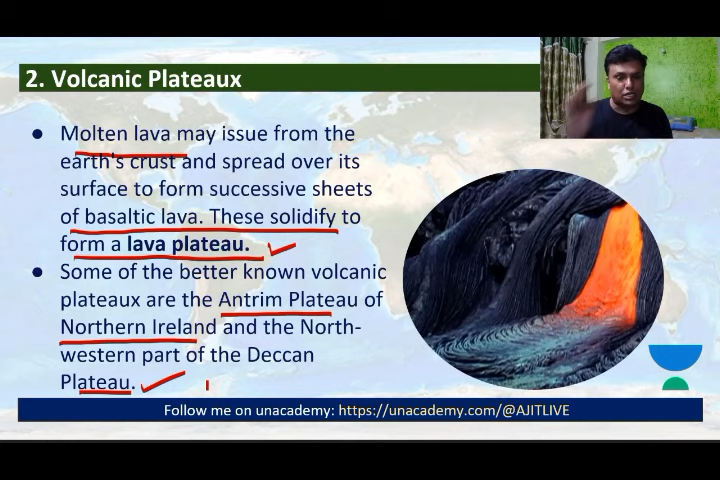 2. Volcanic Plateaux
● Molten lava may issue from the
earth's crust and spread over its
surface to form successive sheets
of basaltic lava. These solidify to
form a lava plateau.
● Some of the better known volcanic
plateaux are the Antrim Plateau of
Northern Ireland and the North-
western part of the Deccan
Plateau.
Follow me on unacademy: https://unacademy.com/@AJITLIVE